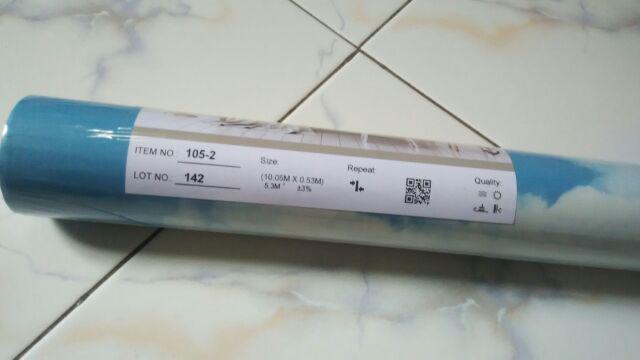 ITEM NO.: 105-2
LOT NO.: 142
Size:
(10.05M X 0.53M)
5.3M² ±3%
Repeat
Quality: